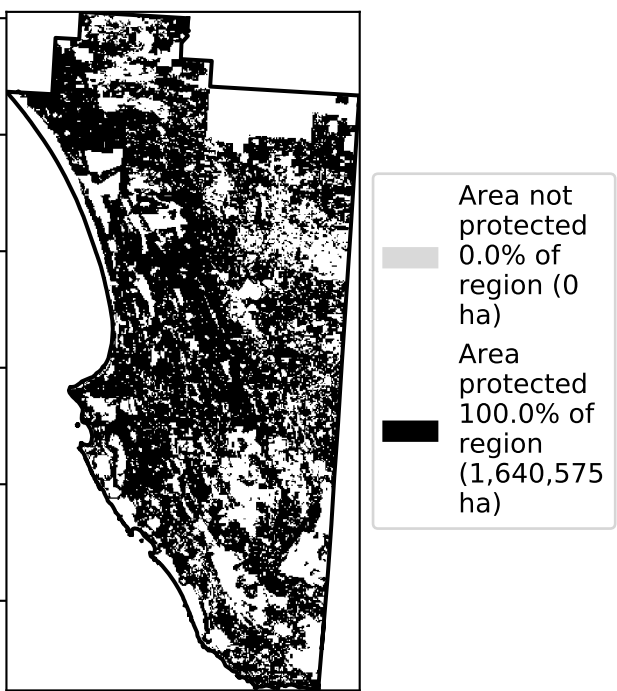 Area not
protected
0.0% of
region (0
ha)
Area
protected
100.0% of
region
(1,640,575
ha)